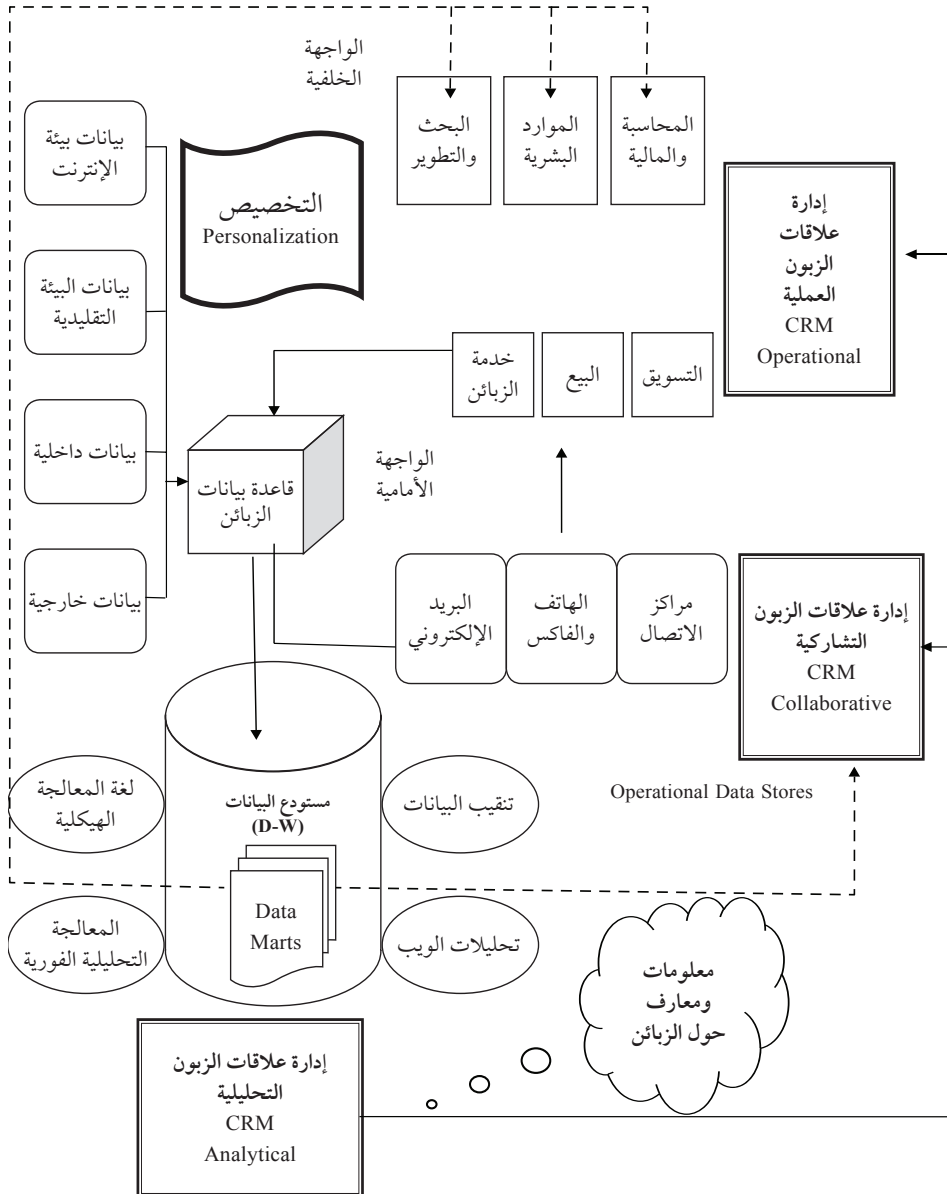 الواجهة
الخلفية
المحاسبة
والمالية
الموارد
البشرية
البحث
والتطوير
بيانات بيئة
الإنترنت
التخصيص
Personalization
إدارة
علاقات
الزبون
العملية
CRM
Operational
بيانات البيئة
التقليدية
التسويق
البيع
خدمة
الزبائن
بيانات داخلية
قاعدة بيانات
الزبائن
الواجهة
الأمامية
بيانات خارجية
مراكز
الاتصال
الهاتف
والفاكس
البريد
الإلكتروني
إدارة علاقات الزبون
التشاركية
CRM
Collaborative
Operational Data Stores
لغة المعالجة
الهيكلية
مستودع البيانات
(D-W)
تنقيب البيانات
Data
Marts
المعالجة
التحليلية الفورية
تحليلات الويب
معلومات
ومعارف
حول الزبائن
إدارة علاقات الزبون
التحليلية
CRM
Analytical